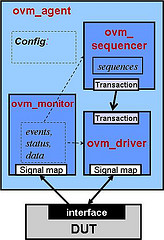 ovm_agent
Config:
ovm_
sequencer
sequences
Transaction
ovm_monitor
events,
status,
data
Transaction
ovm_driver
Signal map
Signal map
interface
DUT